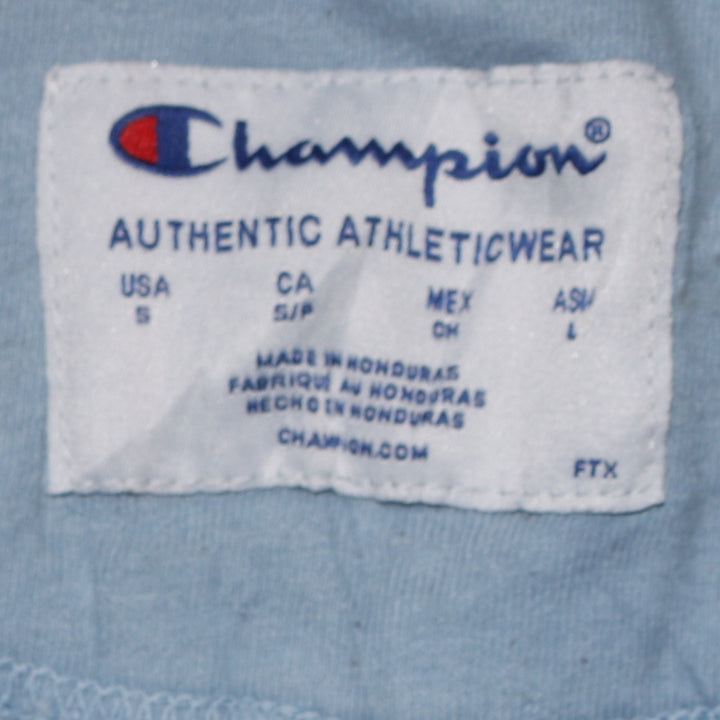 Champion®
AUTHENTIC ATHLETICWEAR
USA CA MEX ASIA
S S/P CH L
MADE IN HONDURAS
FABRIQUÉ AU HONDURAS
HECHO EN HONDURAS
CHAMPION.COM
FTX